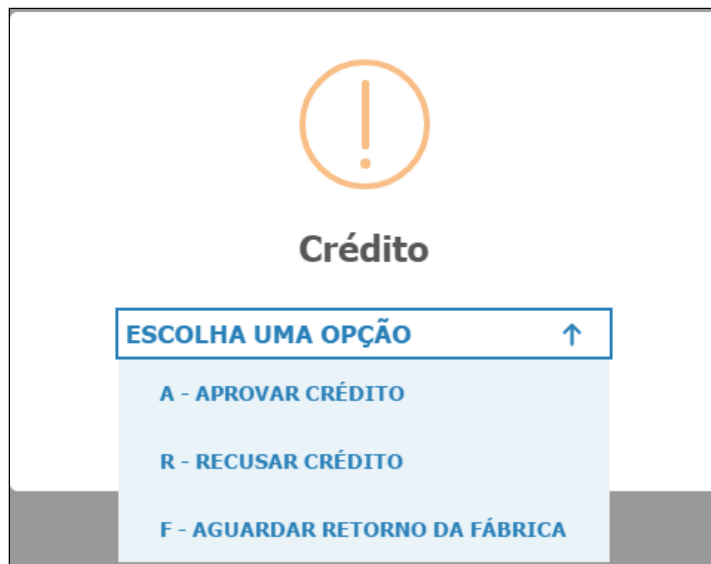 Crédito
ESCOLHA UMA OPÇÃO
A - APROVAR CRÉDITO
R - RECUSAR CRÉDITO
F - AGUARDAR RETORNO DA FÁBRICA